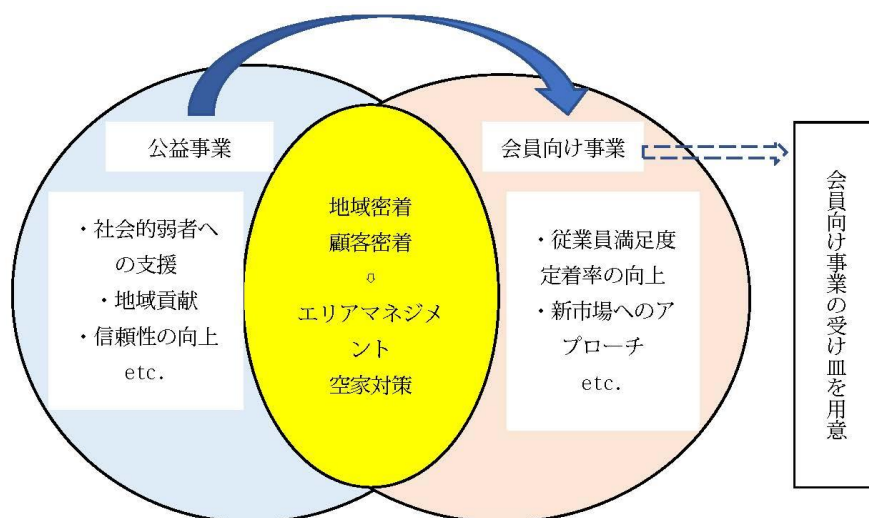 公益事業
・社会的弱者へ
の支援
・地域貢献
・信頼性の向上
etc.
地域密着
顧客密着
⇩
エリアマネジメ
ント
空家対策
会員向け事業
・従業員満足度
定着率の向上
・新市場へのア
プローチ
etc.
会員向け事業の受け皿を用意